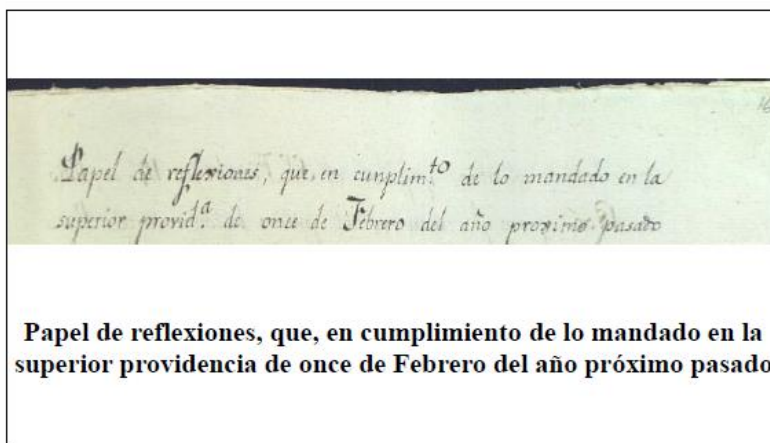 Papel de reflexiones, que, en cunplim.to de lo mandado en la
superior provid.a de once de Febrero del año proximo pasado
Papel de reflexiones, que, en cumplimiento de lo mandado en la
superior providencia de once de Febrero del año próximo pasado